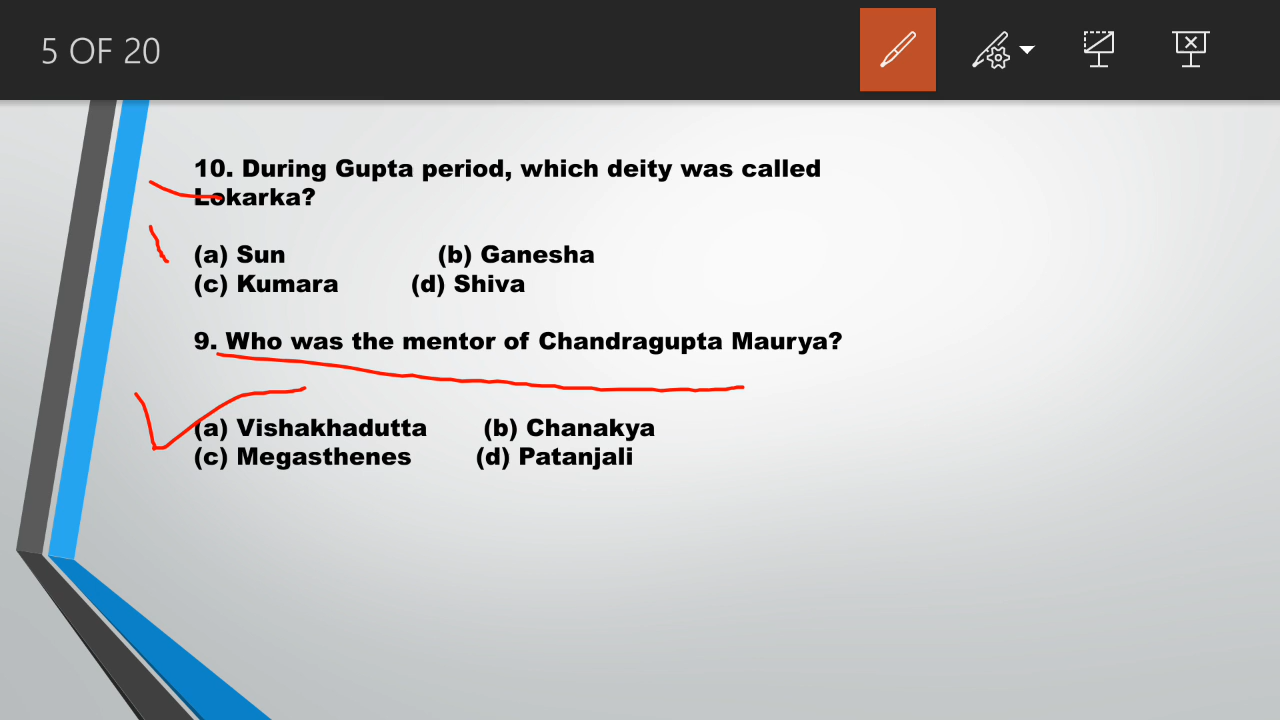 5 OF 20
10. During Gupta period, which deity was called
Lokarka?
(a) Sun (b) Ganesha
(c) Kumara (d) Shiva
9. Who was the mentor of Chandragupta Maurya?
(a) Vishakhadutta (b) Chanakya
(c) Megasthenes (d) Patanjali